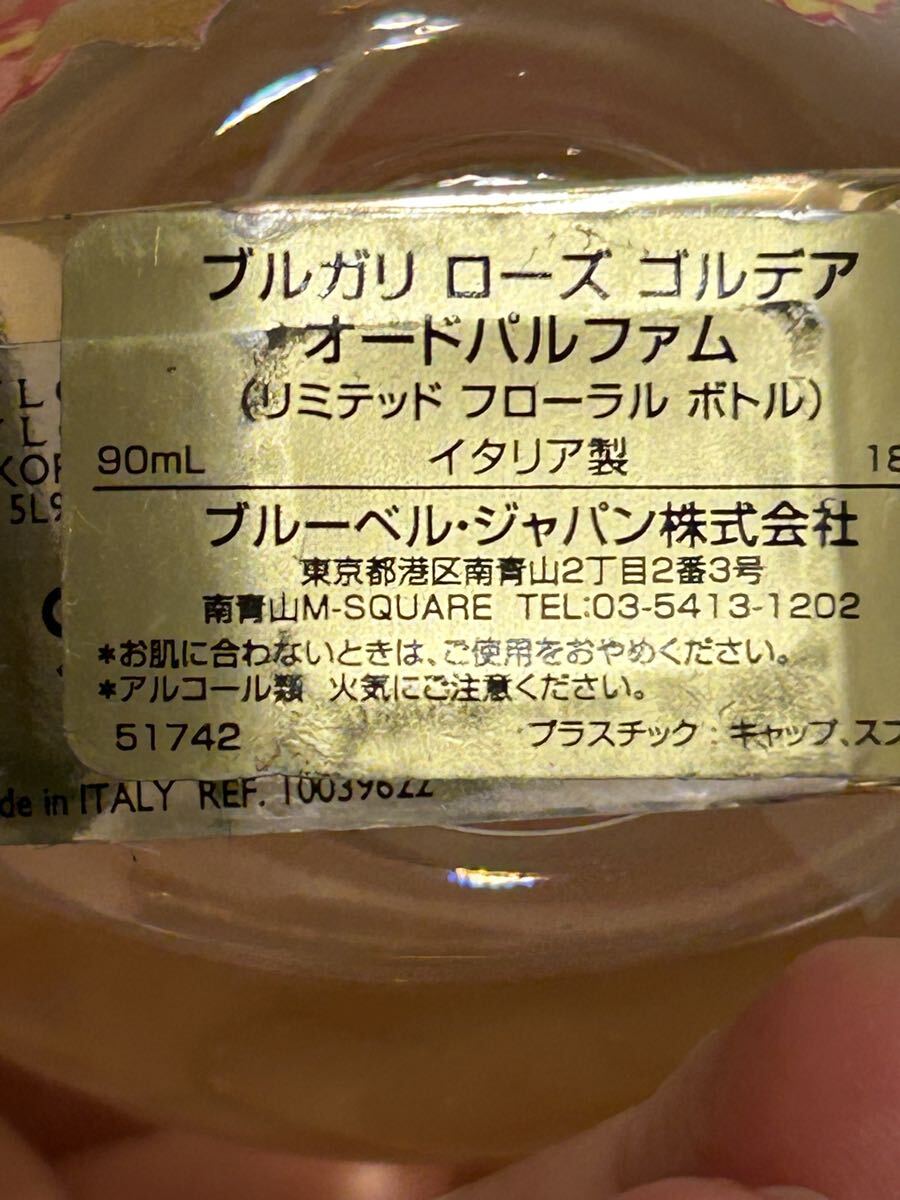 ブルガリ ローズ ゴルデア
オードパルファム
(リミテッド フローラル ボトル)
90mL イタリア製 18
ブルーベル・ジャパン株式会社
東京都港区南青山2丁目2番3号
南青山M-SQUARE TEL:03-5413-1202
*お肌に合わないときは、ご使用をおやめください。
*アルコール類 火気にご注意ください。
51742 プラスチック:キャップ、スプ
de in ITALY REF. 10039622